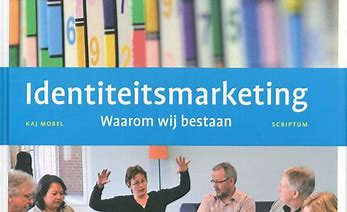 Identiteitsmarketing
KAJ MOREL
Waarom wij bestaan
SCRIPTUM